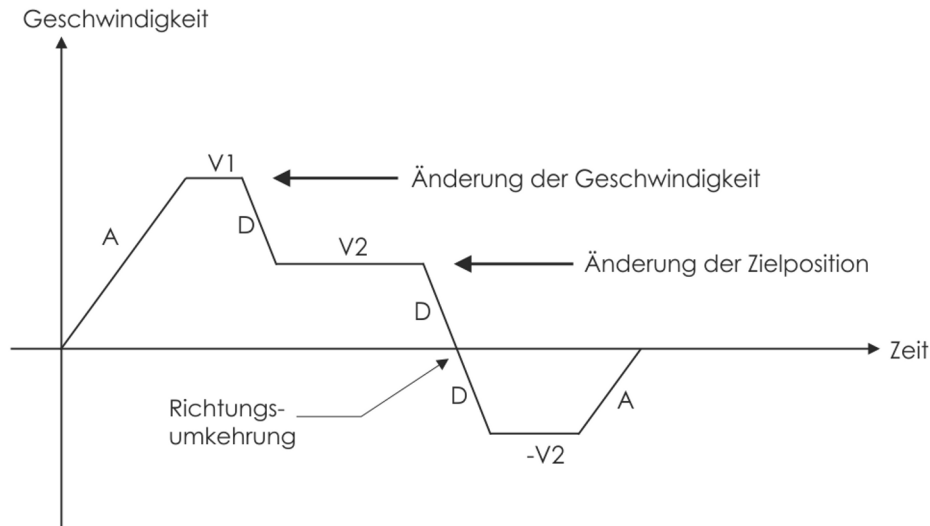 Geschwindigkeit
V1
Änderung der Geschwindigkeit
A
D
V2
Änderung der Zielposition
D
Zeit
Richtungs-
umkehrung
D
A
-V2